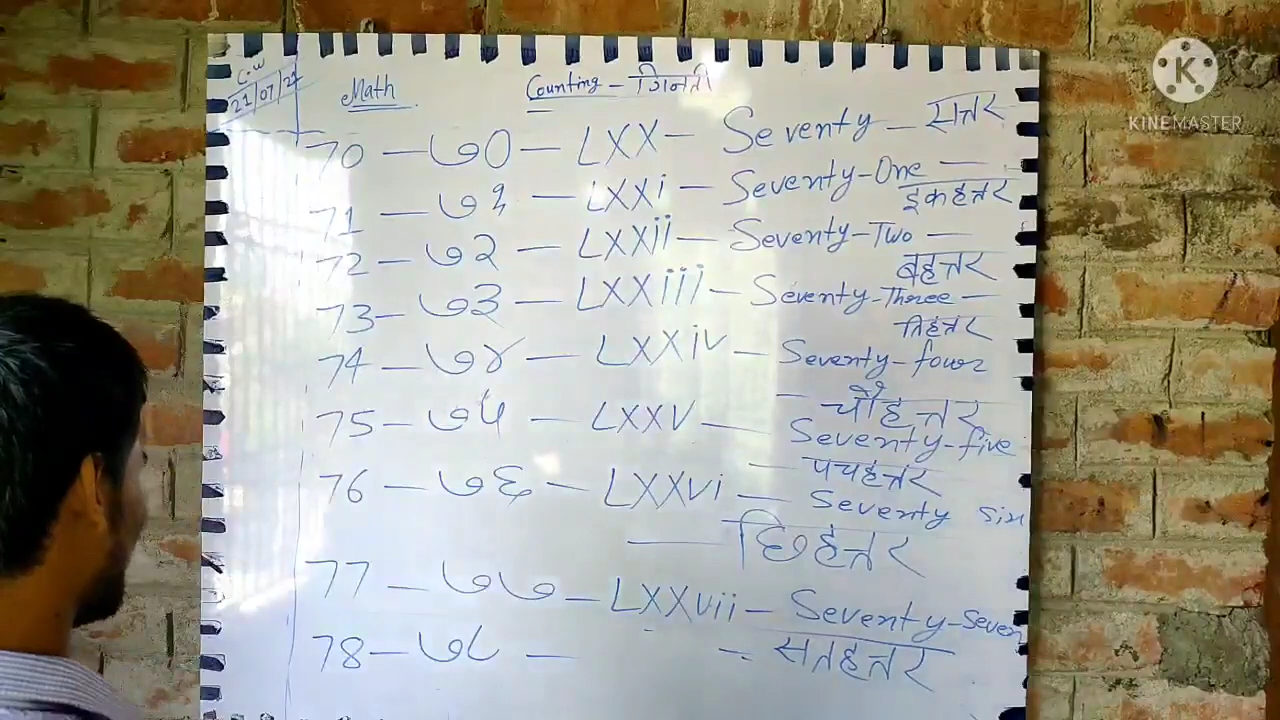 C.W
21/07/2
Math
Counting - गिनती
70 - ७० - LXX - Seventy - सत्तर
71 - ७१ - LXXi - Seventy-One -
इकहत्तर
72 - ७२ - LXXii - Seventy-Two -
बहत्तर
73 - ७३ - LXXiii - Seventy-Three -
तिहत्तर
74 - ७४ - LXXiv - Seventy-four
- चौहत्तर
75 - ७५ - LXXV - Seventy-five
- पचहत्तर
76 - ७६ - LXXvi - Seventy Six
- छिहत्तर
77 - ७७ - LXXvii - Seventy-Seven
- सतहत्तर
78 - ७८ -
KINEMASTER